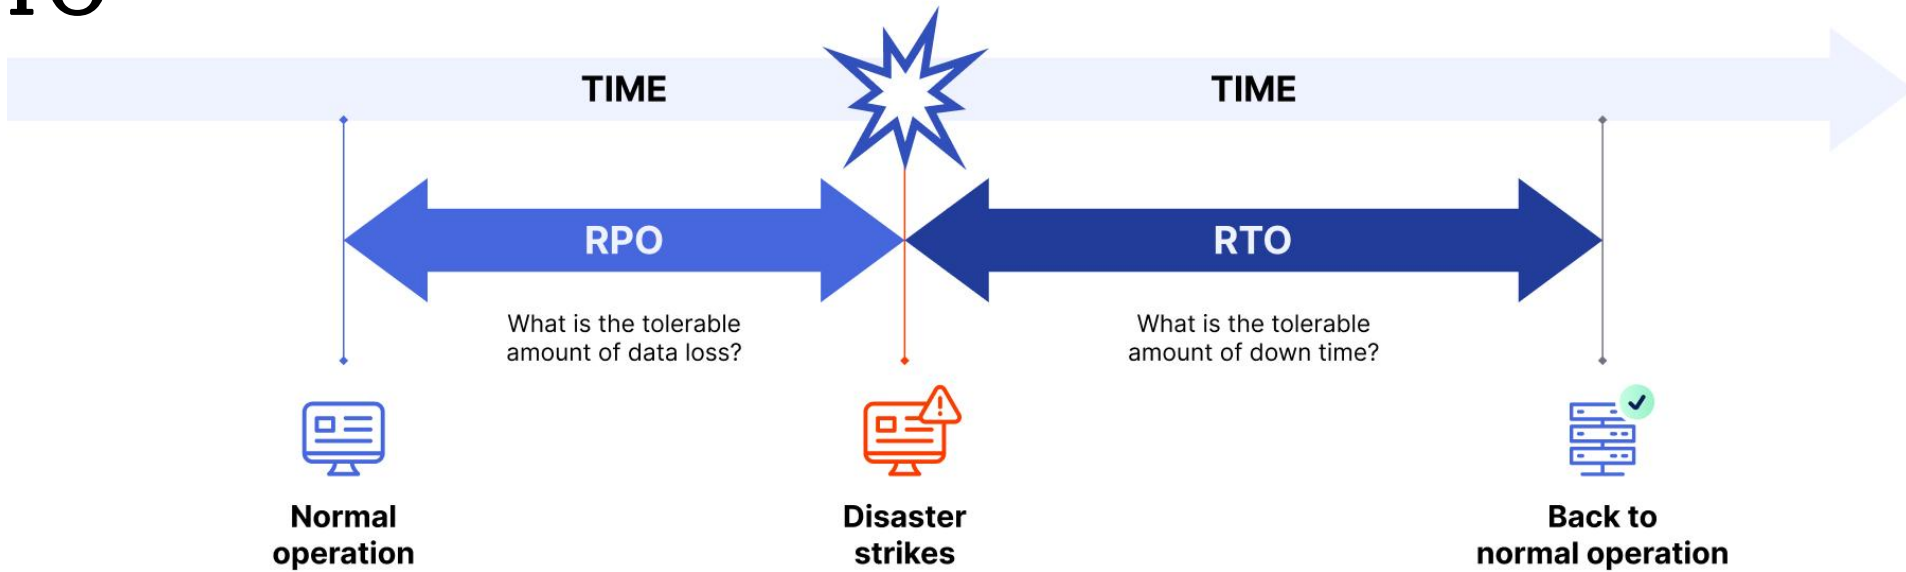 TIME
TIME
RPO
RTO
What is the tolerable
amount of data loss?
What is the tolerable
amount of down time?
Normal
operation
Disaster
strikes
Back to
normal operation